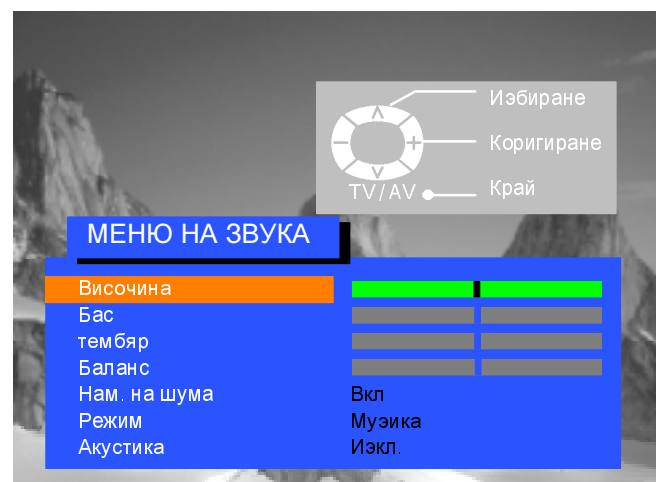 Иэбиране
Коригиране
TV/AV Край
МЕНЮ НА ЗВУКА
Височина
Бас
тембяр
Баланс
Нам. на шума Вкл
Режим Муэика
Акустика Иэкл.